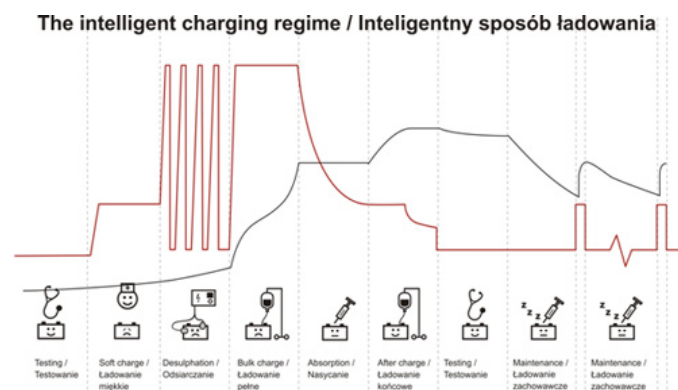 The intelligent charging regime / Inteligentny sposób ładowania
z z z
z z z
Testing /
Testowanie
Soft charge /
Ładowanie
miękkie
Desulphation /
Odsiarczanie
Bulk charge /
Ładowanie
pełne
Absorption /
Nasycanie
After charge /
Ładowanie
końcowe
Testing /
Testowanie
Maintenance /
Ładowanie
zachowawcze
Maintenance /
Ładowanie
zachowawcze